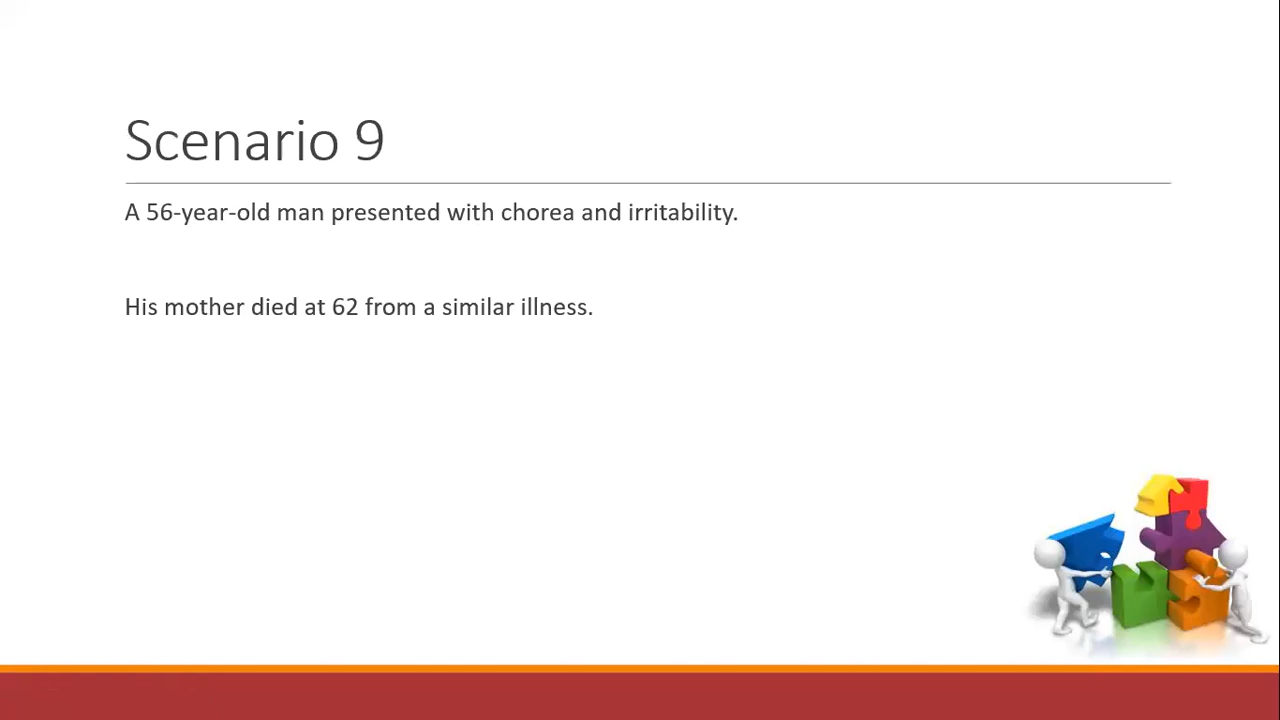 Scenario 9
A 56-year-old man presented with chorea and irritability.
His mother died at 62 from a similar illness.